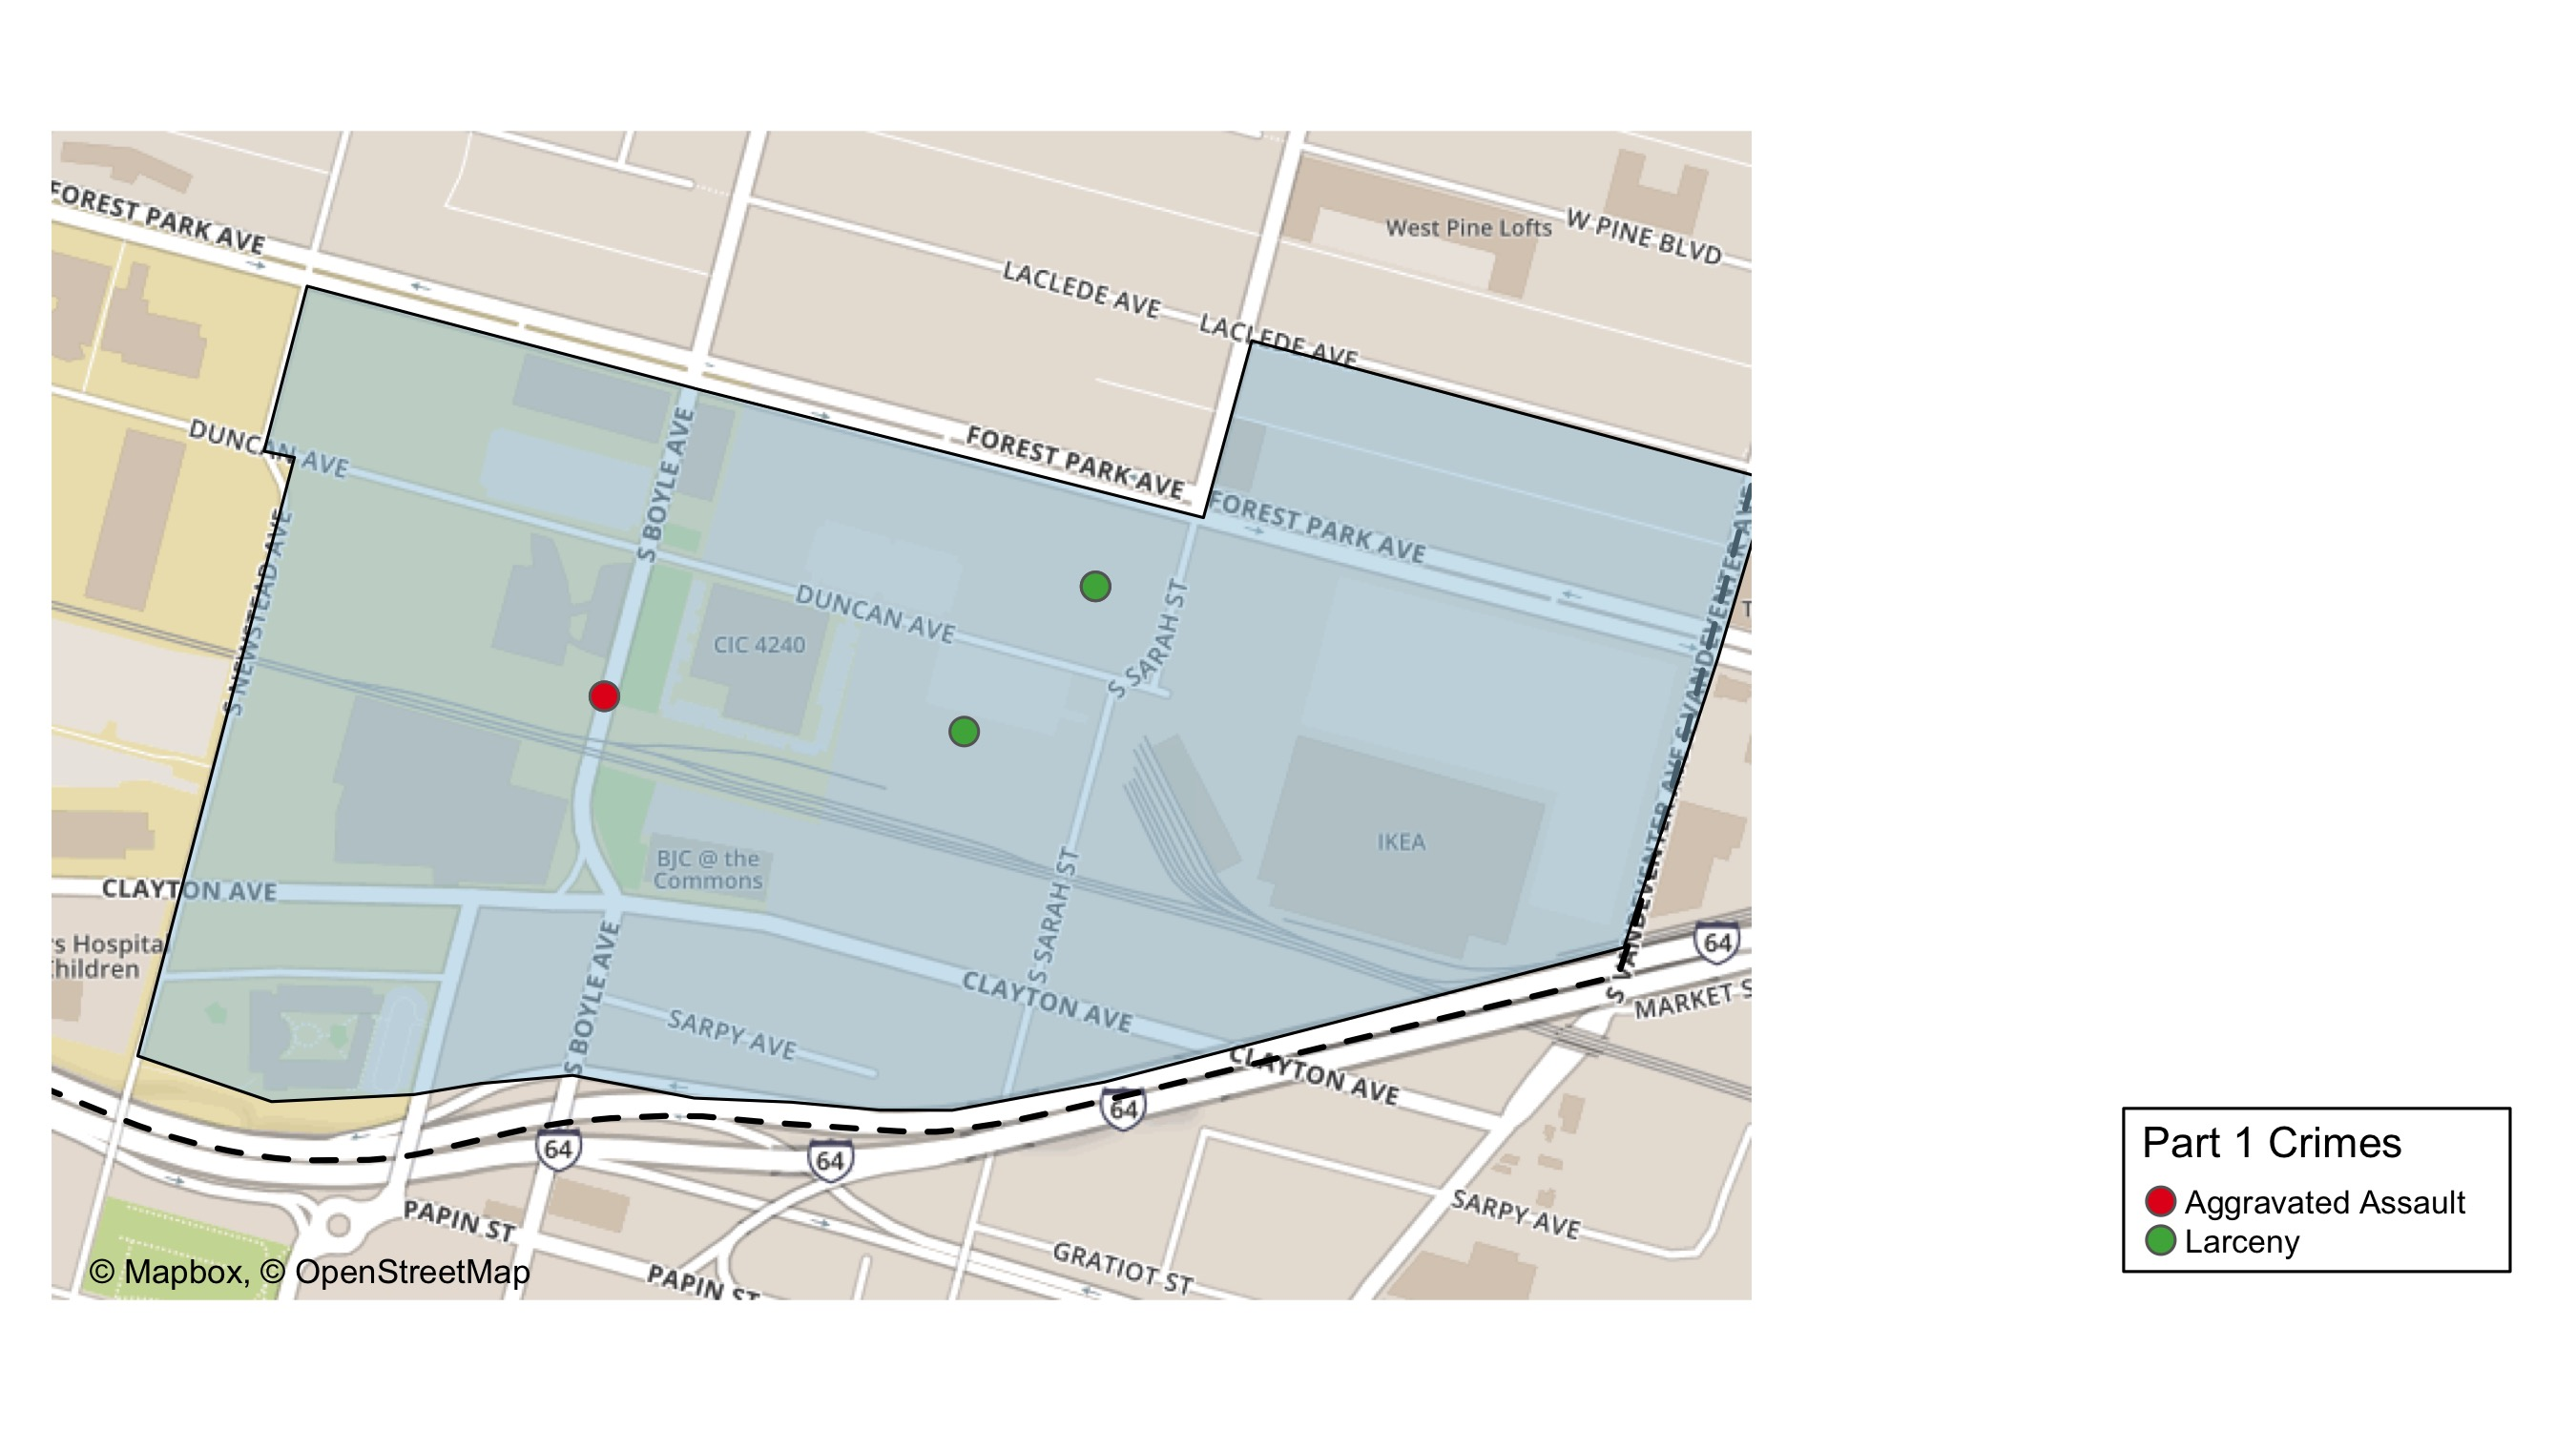 FOREST PARK AVE
West Pine Lofts
W PINE BLVD
LACLEDE AVE
LACLEDE AVE
DUNCAN AVE
S BOYLE AVE
FOREST PARK AVE
FOREST PARK AVE
S VANDEVENTER AVE
S NEWSTEAD AVE
DUNCAN AVE
CIC 4240
S SARAH ST
T
IKEA
BJC @ the
Commons
CLAYTON AVE
S SARAH ST
S VANDEVENTER AVE
s Hospital
Children
S BOYLE AVE
CLAYTON AVE
SARPY AVE
64
MARKET S
CLAYTON AVE
64
64
64
PAPIN ST
SARPY AVE
GRATIOT ST
PAPIN ST
© Mapbox, © OpenStreetMap
Part 1 Crimes
Aggravated Assault
Larceny